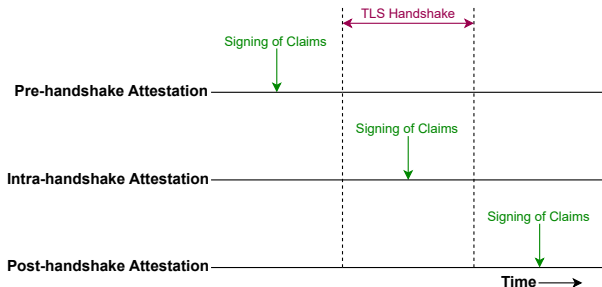 TLS Handshake
Signing of Claims
Pre-handshake Attestation
Signing of Claims
Intra-handshake Attestation
Signing of Claims
Post-handshake Attestation
Time